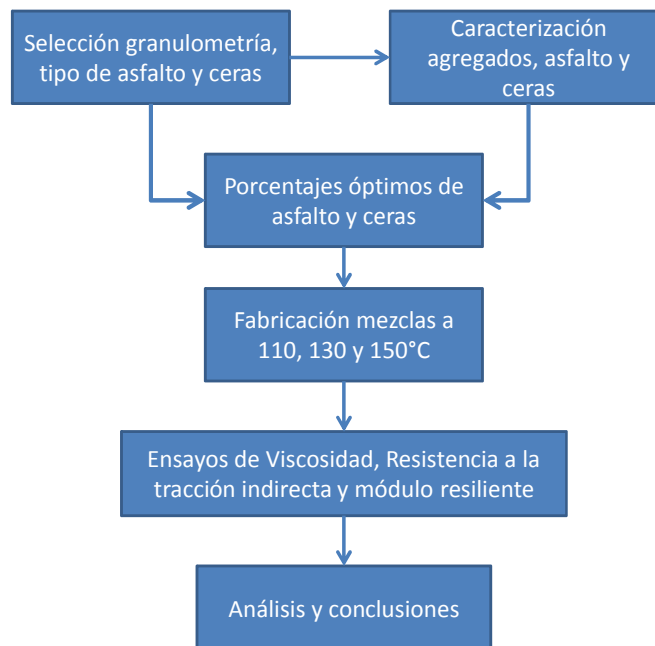 Selección granulometría,
tipo de asfalto y ceras
Caracterización
agregados, asfalto y
ceras
Porcentajes óptimos de
asfalto y ceras
Fabricación mezclas a
110, 130 y 150°C
Ensayos de Viscosidad, Resistencia a la
tracción indirecta y módulo resiliente
Análisis y conclusiones